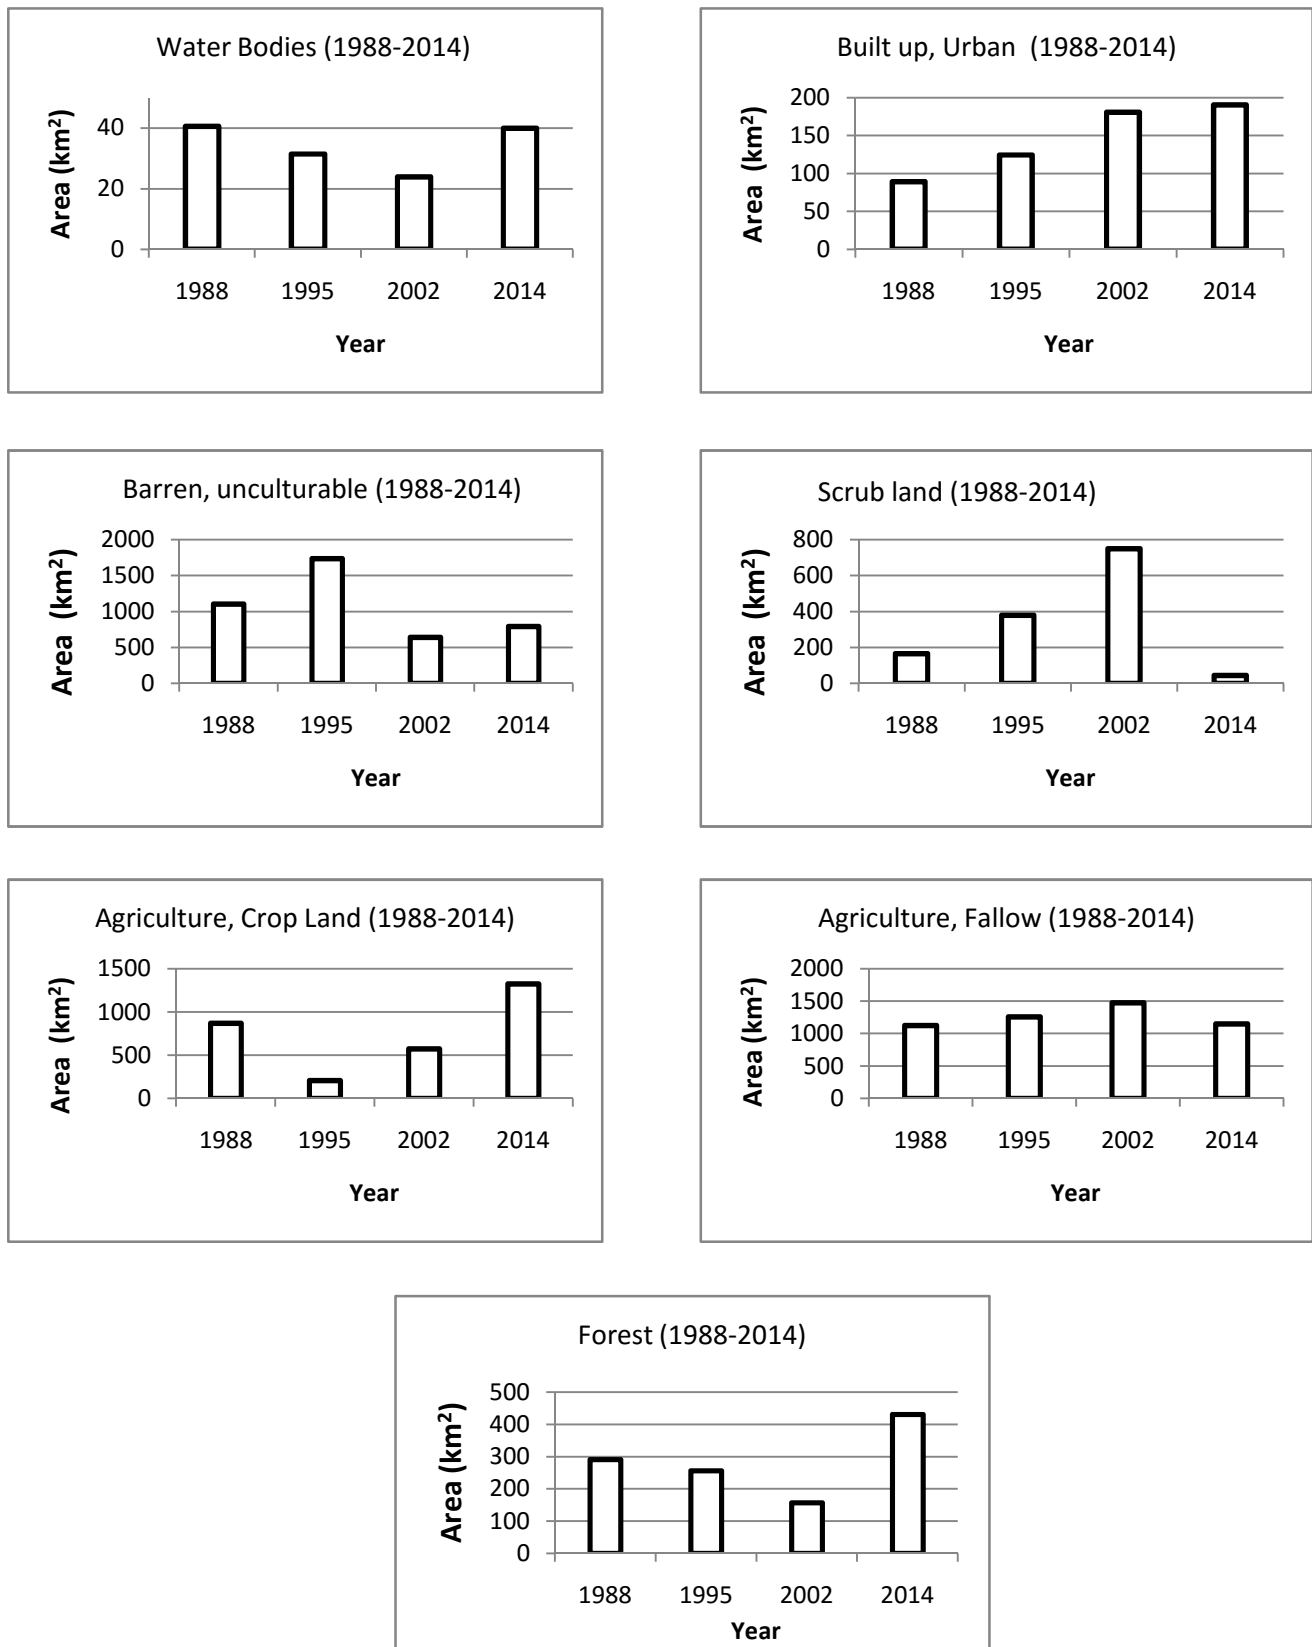 Water Bodies (1988-2014)
Area (km²)
40
20
0
1988 1995 2002 2014
Year
Built up, Urban (1988-2014)
Area (km²)
200
150
100
50
0
1988 1995 2002 2014
Year
Barren, unculturable (1988-2014)
Area (km²)
2000
1500
1000
500
0
1988 1995 2002 2014
Year
Scrub land (1988-2014)
Area (km²)
800
600
400
200
0
1988 1995 2002 2014
Year
Agriculture, Crop Land (1988-2014)
Area (km²)
1500
1000
500
0
1988 1995 2002 2014
Year
Agriculture, Fallow (1988-2014)
Area (km²)
2000
1500
1000
500
0
1988 1995 2002 2014
Year
Forest (1988-2014)
Area (km²)
500
400
300
200
100
0
1988 1995 2002 2014
Year